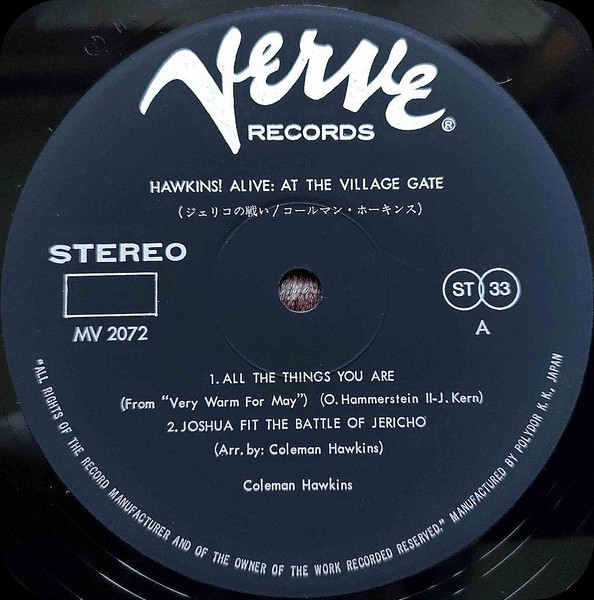 Verve
RECORDS ®
HAWKINS! ALIVE: AT THE VILLAGE GATE
(ジェリコの戦い/コールマン・ホーキンス)
STEREO
MV 2072
ST 33
A
1. ALL THE THINGS YOU ARE
(From "Very Warm For May") (O. Hammerstein II-J. Kern)
2. JOSHUA FIT THE BATTLE OF JERICHO
(Arr. by: Coleman Hawkins)
Coleman Hawkins
"ALL RIGHTS OF THE RECORD MANUFACTURER AND OF THE OWNER OF THE WORK RECORDED RESERVED." MANUFACTURED BY POLYDOR K. K., JAPAN